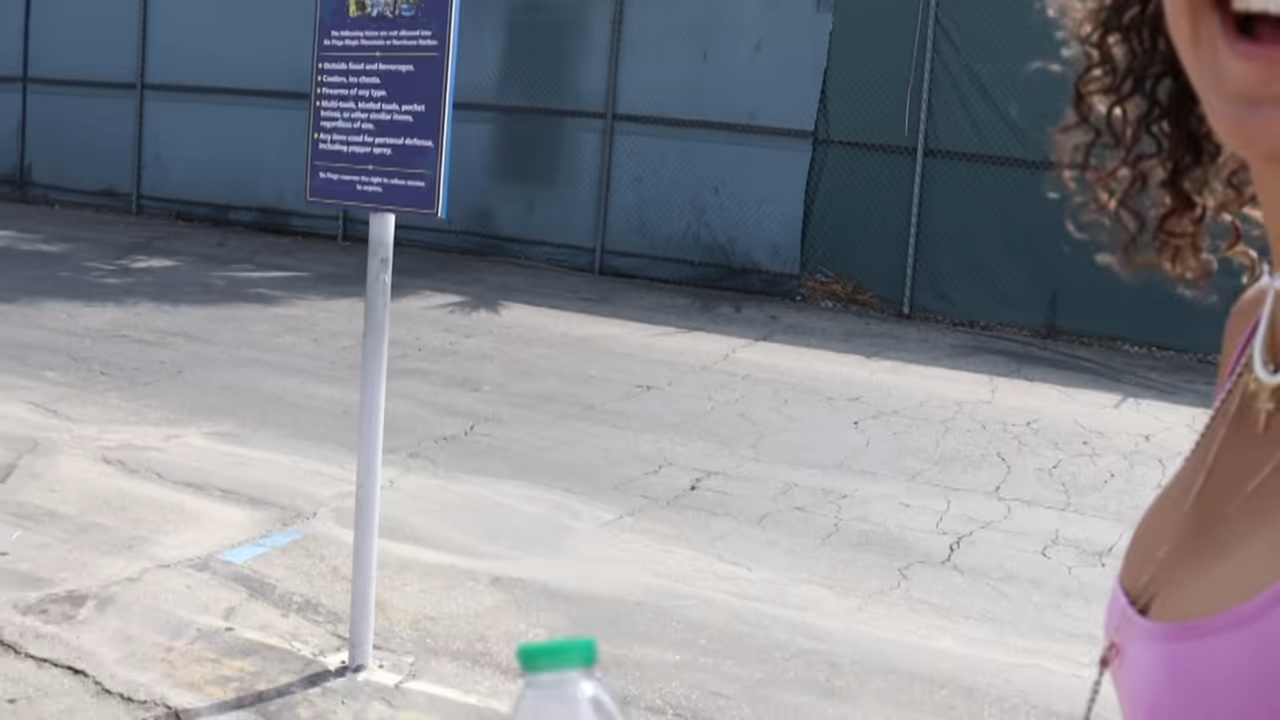 The following items are not allowed into
Six Flags Magic Mountain or Hurricane Harbor:
Outside food and beverages.
Coolers, ice chests.
Firearms of any type.
Multi-tools, bladed tools, pocket
knives, or other similar items,
regardless of size.
Any item used for personal defense,
including pepper spray.
Six Flags reserves the right to refuse service
to anyone.